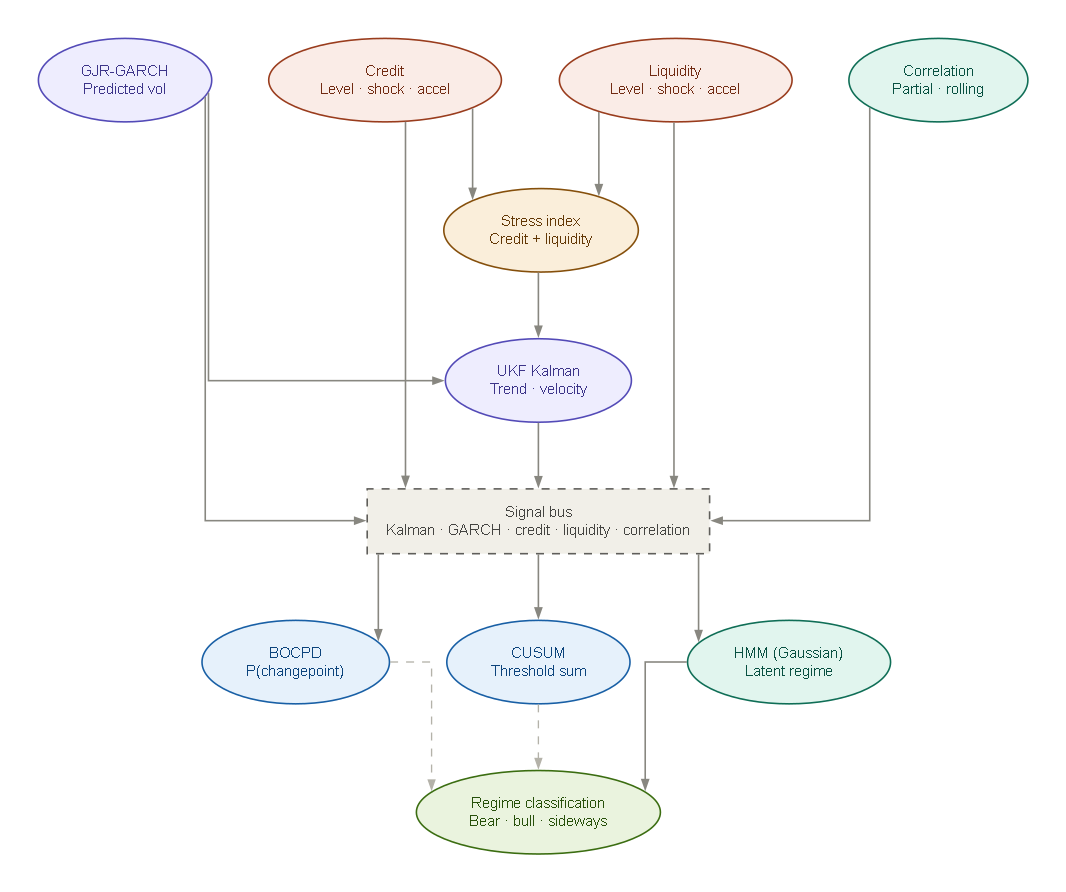 GJR-GARCH
Predicted vol
Credit
Level · shock · accel
Liquidity
Level · shock · accel
Correlation
Partial · rolling
Stress index
Credit + liquidity
UKF Kalman
Trend · velocity
Signal bus
Kalman · GARCH · credit · liquidity · correlation
BOCPD
P(changepoint)
CUSUM
Threshold sum
HMM (Gaussian)
Latent regime
Regime classification
Bear · bull · sideways